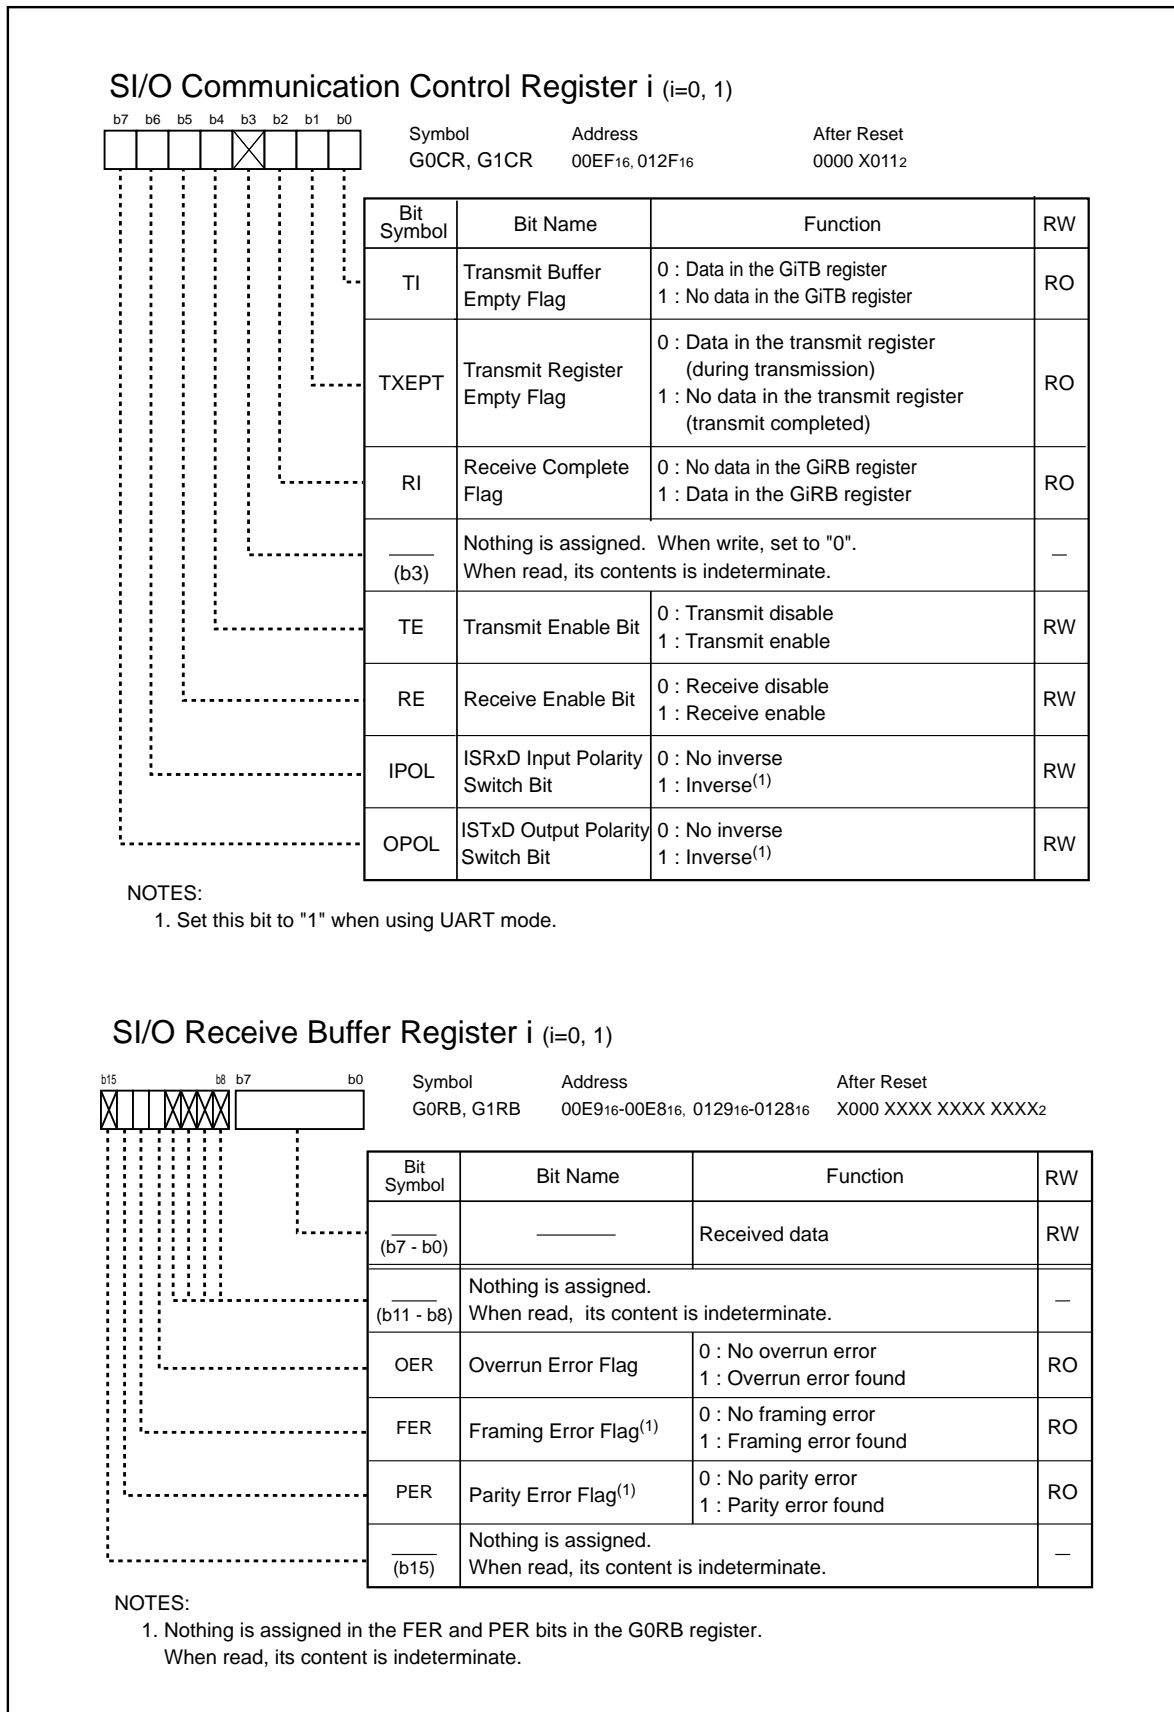 SI/O Communication Control Register i (i=0, 1)
b7 b6 b5 b4 b3 b2 b1 b0
Symbol Address After Reset
G0CR, G1CR 00EF16, 012F16 0000 X0112
Bit Symbol Bit Name Function RW
TI Transmit Buffer Empty Flag 0 : Data in the GiTB register RO
1 : No data in the GiTB register
TXEPT Transmit Register Empty Flag 0 : Data in the transmit register RO
(during transmission)
1 : No data in the transmit register
(transmit completed)
RI Receive Complete Flag 0 : No data in the GiRB register RO
1 : Data in the GiRB register
(b3) Nothing is assigned. When write, set to "0". —
When read, its contents is indeterminate.
TE Transmit Enable Bit 0 : Transmit disable RW
1 : Transmit enable
RE Receive Enable Bit 0 : Receive disable RW
1 : Receive enable
IPOL ISRxD Input Polarity Switch Bit 0 : No inverse RW
1 : Inverse(1)
OPOL ISTxD Output Polarity Switch Bit 0 : No inverse RW
1 : Inverse(1)
NOTES:
1. Set this bit to "1" when using UART mode.
SI/O Receive Buffer Register i (i=0, 1)
b15 b8 b7 b0
Symbol Address After Reset
G0RB, G1RB 00E916-00E816, 012916-012816 X000 XXXX XXXX XXXX2
Bit Symbol Bit Name Function RW
(b7 - b0) Received data RW
(b11 - b8) Nothing is assigned. —
When read, its content is indeterminate.
OER Overrun Error Flag 0 : No overrun error RO
1 : Overrun error found
FER Framing Error Flag(1) 0 : No framing error RO
1 : Framing error found
PER Parity Error Flag(1) 0 : No parity error RO
1 : Parity error found
(b15) Nothing is assigned. —
When read, its content is indeterminate.
NOTES:
1. Nothing is assigned in the FER and PER bits in the G0RB register.
When read, its content is indeterminate.